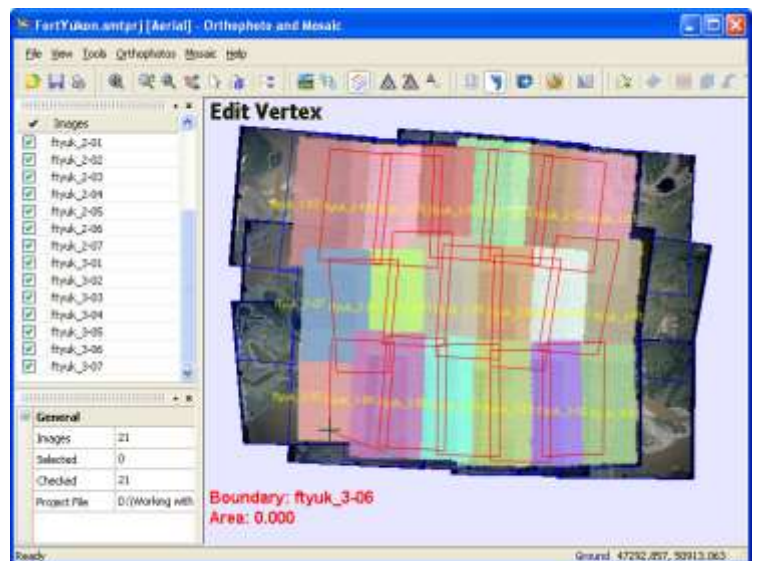 FortYukon.smtprj [Aerial] - Orthophoto and Mosaic
File View Tools Orthophotos Mosaic Help
Images
ftyuk_2-01
ftyuk_2-02
ftyuk_2-03
ftyuk_2-04
ftyuk_2-05
ftyuk_2-06
ftyuk_2-07
ftyuk_3-01
ftyuk_3-02
ftyuk_3-03
ftyuk_3-04
ftyuk_3-05
ftyuk_3-06
ftyuk_3-07
General
Images 21
Selected 0
Checked 21
Project File D:\(Working with
Edit Vertex
Boundary: ftyuk_3-06
Area: 0.000
Ready
Ground 47292.857, 50913.063